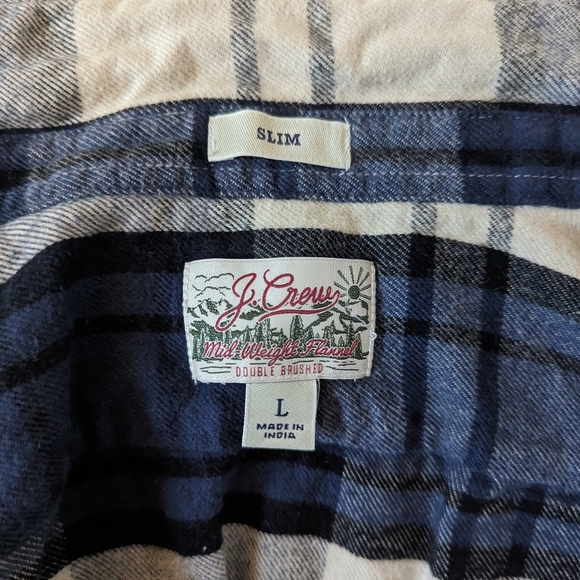 SLIM
J.Crew
Mid-Weight Flannel
DOUBLE BRUSHED
L
MADE IN
INDIA